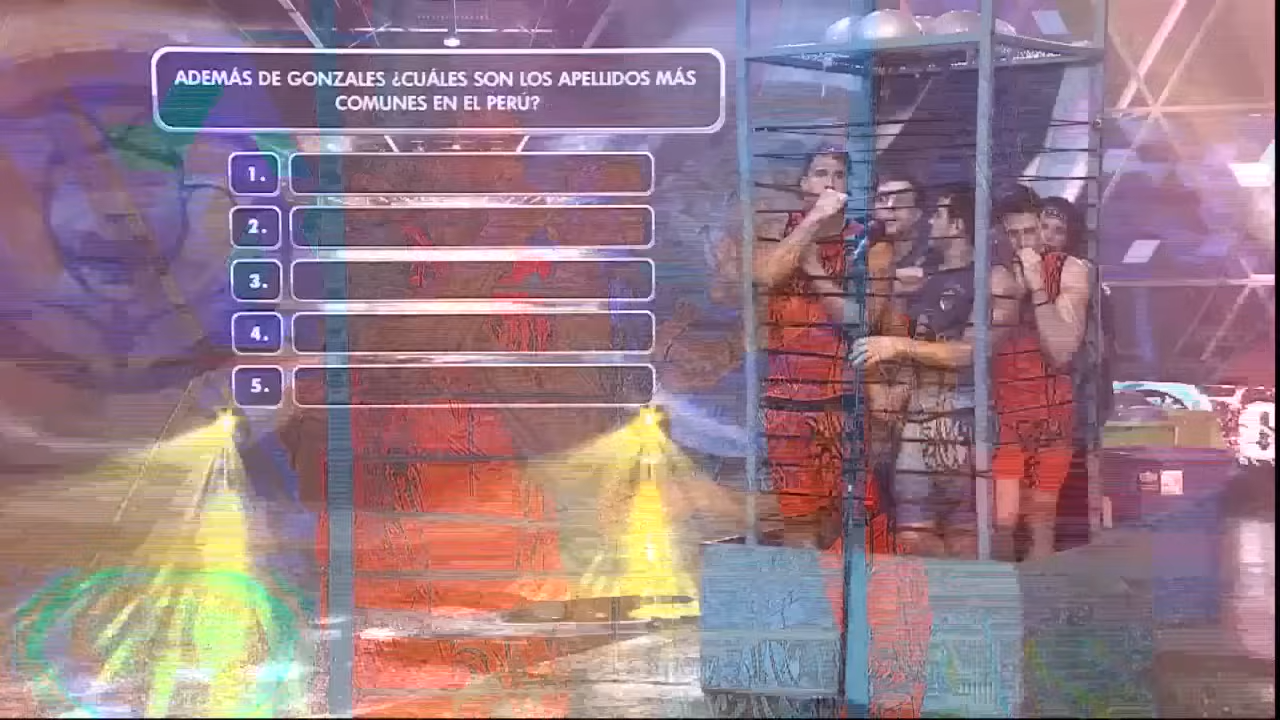 ADEMÁS DE GONZALES ¿CUÁLES SON LOS APELLIDOS MÁS
COMUNES EN EL PERÚ?
1.
2.
3.
4.
5.